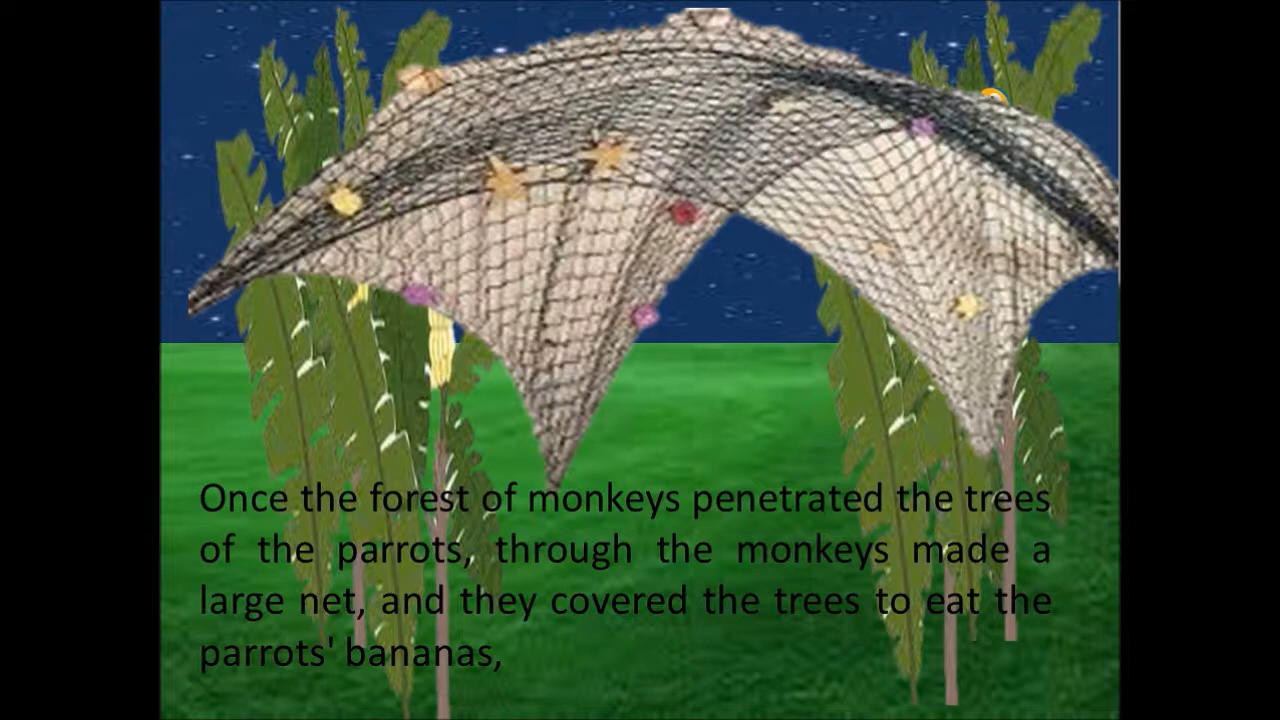 Once the forest of monkeys penetrated the trees
of the parrots, through the monkeys made a
large net, and they covered the trees to eat the
parrots' bananas,